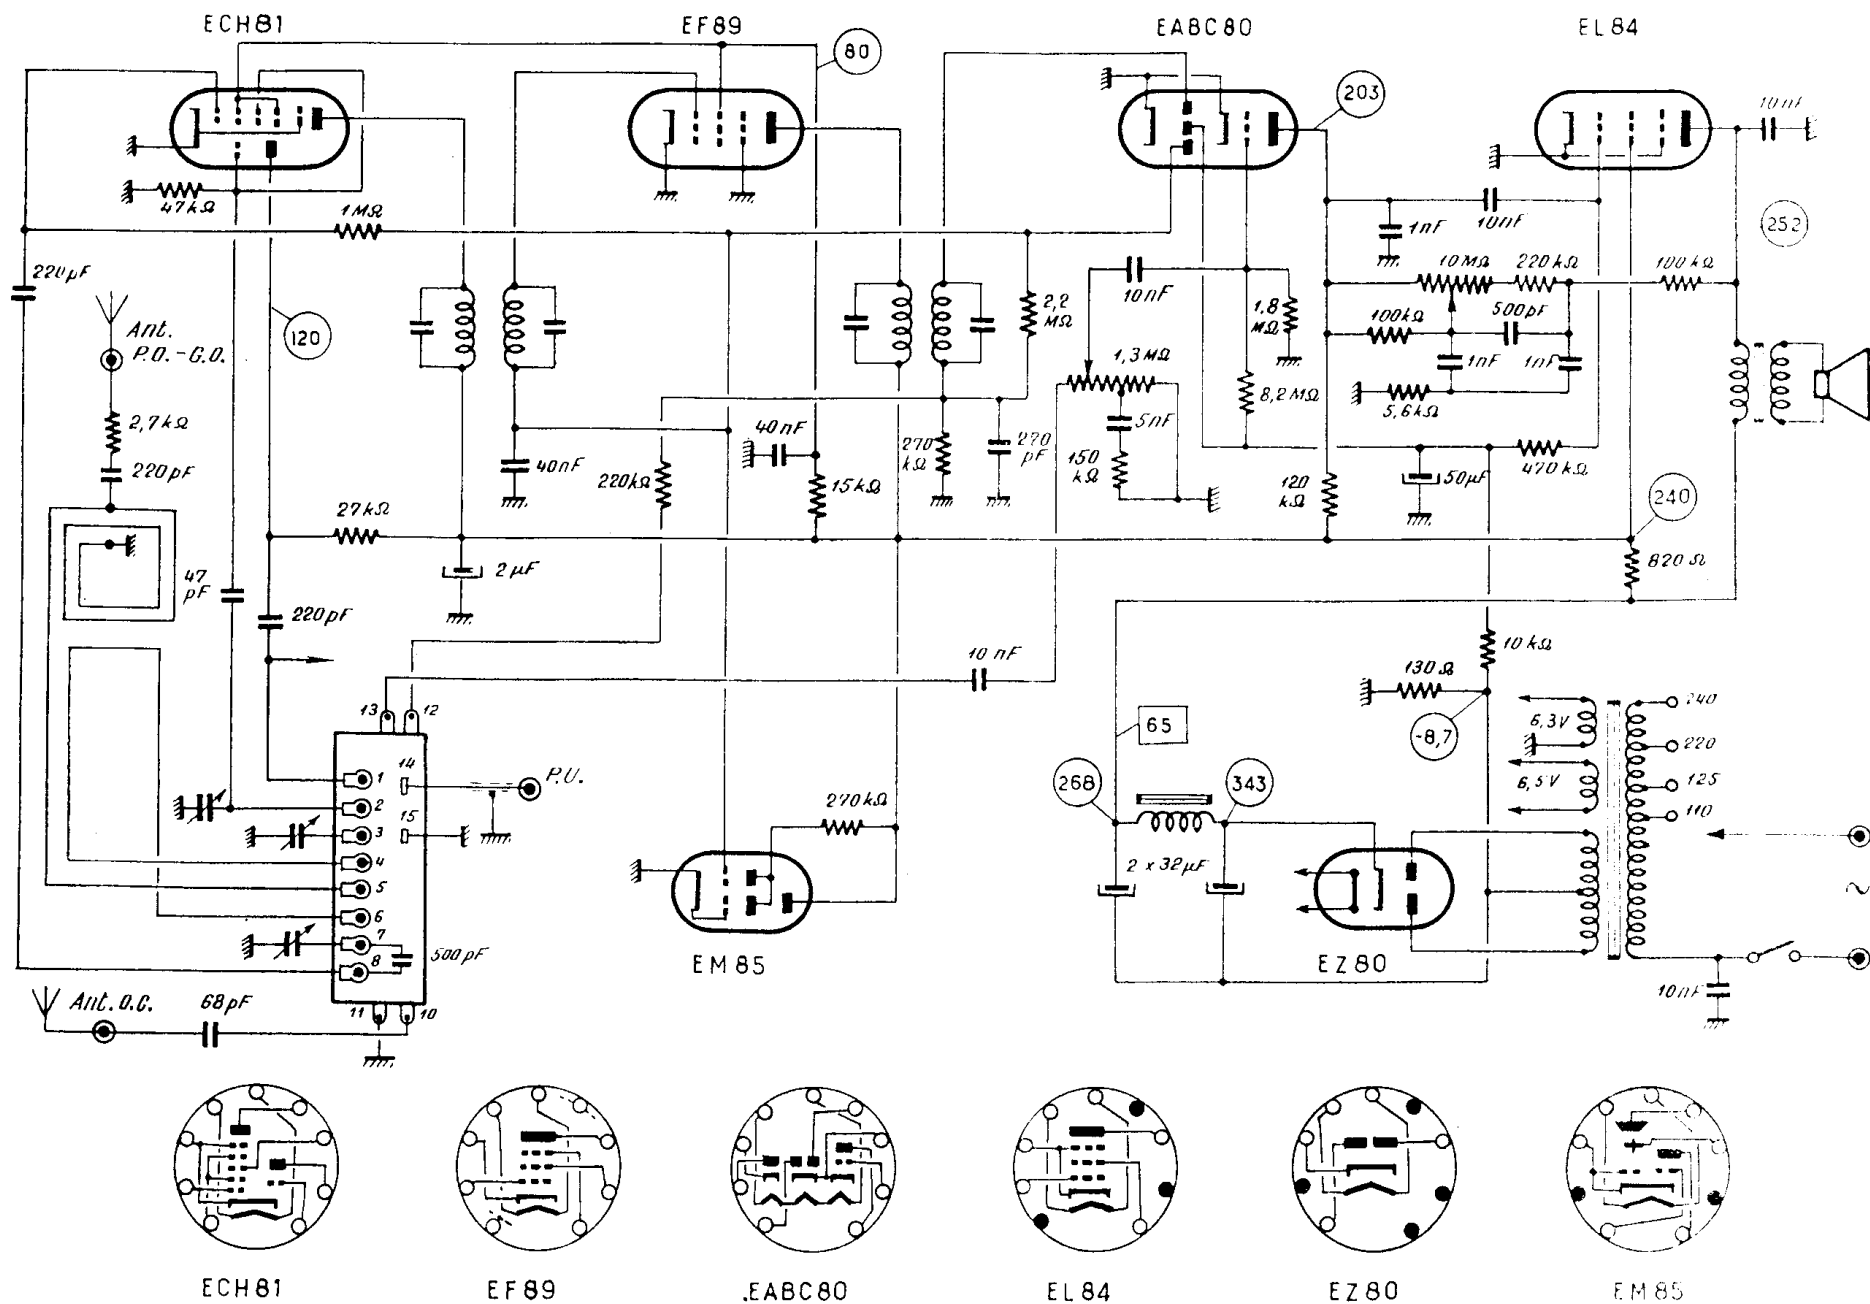 ECH81
EF89
EABC80
EL84
80
203
10nF
47kΩ
1MΩ
1nF
10nF
252
220pF
Ant.
P.O.-G.O.
120
2,2
MΩ
10nF
1,8
MΩ
10MΩ
220kΩ
100kΩ
100kΩ
500pF
1,3MΩ
1nF
1nF
8,2MΩ
5,6kΩ
2,7kΩ
220pF
40nF
40nF
270
kΩ
270
pF
5nF
150
kΩ
470kΩ
220kΩ
15kΩ
120
kΩ
50μF
240
27kΩ
2μF
820Ω
47
pF
220pF
10nF
10kΩ
130Ω
13
12
65
-8,7
6,3V
240
220
6,5V
125
110
1
14
P.U.
2
3
15
4
5
6
7
8
500pF
270kΩ
268
343
2 x 32μF
~
EM85
EZ80
10nF
Ant.O.C.
68pF
11
10
ECH81
EF89
.EABC80
EL84
EZ80
EM85